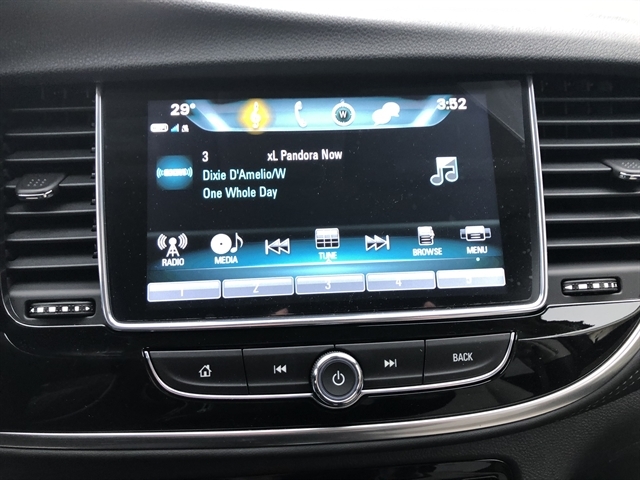 29°
3:52
W
3 xL Pandora Now
Dixie D'Amelio/W
One Whole Day
RADIO
MEDIA
TUNE
BROWSE
MENU
1 2 3 4
BACK